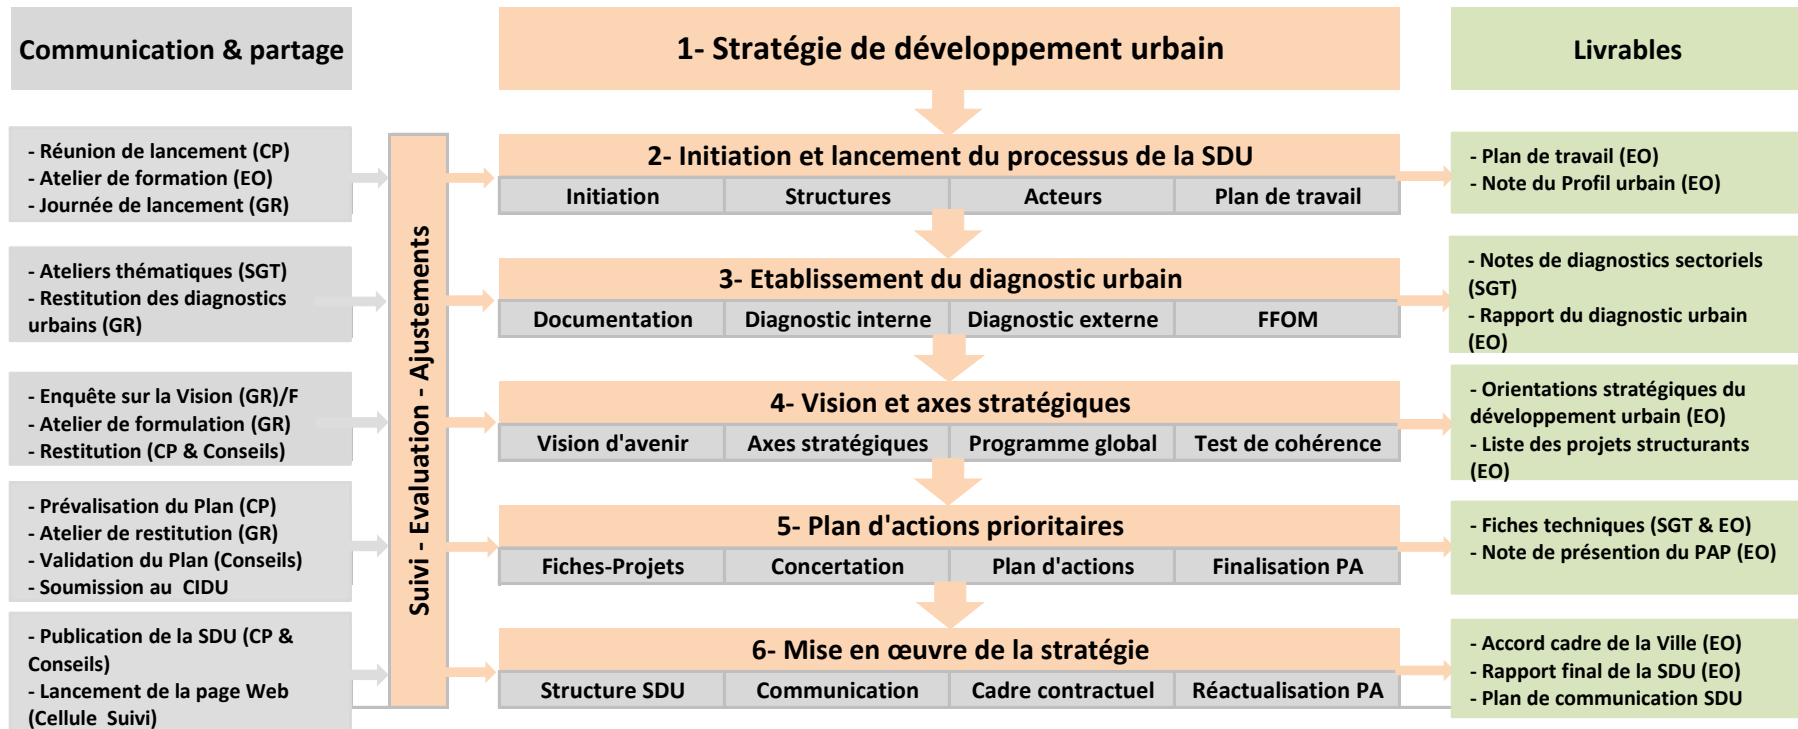 Communication & partage
1- Stratégie de développement urbain
Livrables
- Réunion de lancement (CP)
- Atelier de formation (EO)
- Journée de lancement (GR)
2- Initiation et lancement du processus de la SDU
Initiation
Structures
Acteurs
Plan de travail
- Plan de travail (EO)
- Note du Profil urbain (EO)
Suivi - Evaluation - Ajustements
- Ateliers thématiques (SGT)
- Restitution des diagnostics
urbains (GR)
3- Etablissement du diagnostic urbain
Documentation
Diagnostic interne
Diagnostic externe
FFOM
- Notes de diagnostics sectoriels
(SGT)
- Rapport du diagnostic urbain
(EO)
- Enquête sur la Vision (GR)/F
- Atelier de formulation (GR)
- Restitution (CP & Conseils)
4- Vision et axes stratégiques
Vision d'avenir
Axes stratégiques
Programme global
Test de cohérence
- Orientations stratégiques du
développement urbain (EO)
- Liste des projets structurants
(EO)
- Prévalisation du Plan (CP)
- Atelier de restitution (GR)
- Validation du Plan (Conseils)
- Soumission au CIDU
5- Plan d'actions prioritaires
Fiches-Projets
Concertation
Plan d'actions
Finalisation PA
- Fiches techniques (SGT & EO)
- Note de présention du PAP (EO)
- Publication de la SDU (CP &
Conseils)
- Lancement de la page Web
(Cellule Suivi)
6- Mise en œuvre de la stratégie
Structure SDU
Communication
Cadre contractuel
Réactualisation PA
- Accord cadre de la Ville (EO)
- Rapport final de la SDU (EO)
- Plan de communication SDU